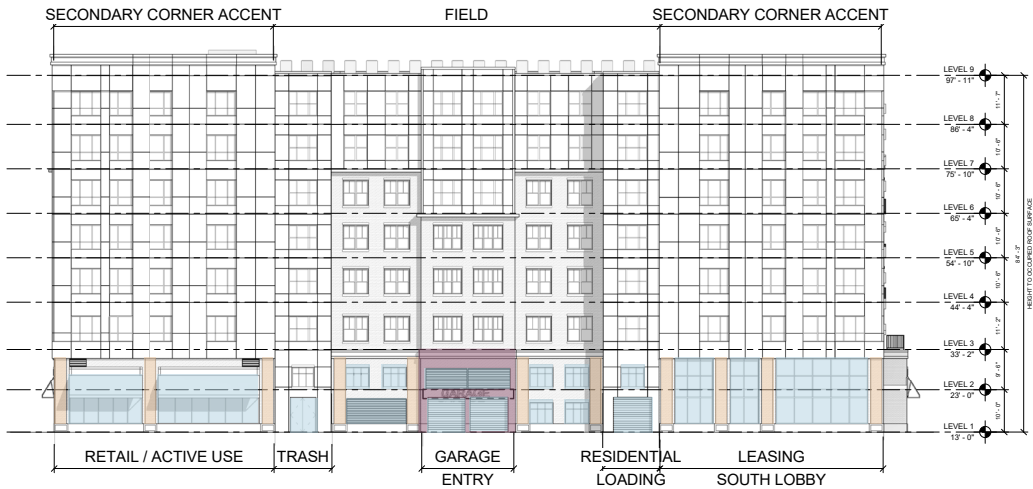 SECONDARY CORNER ACCENT
FIELD
SECONDARY CORNER ACCENT
LEVEL 9
97' - 11"
11' - 7"
LEVEL 8
86' - 4"
10' - 6"
LEVEL 7
75' - 10"
10' - 6"
LEVEL 6
65' - 4"
10' - 6"
LEVEL 5
54' - 10"
10' - 6"
LEVEL 4
44' - 4"
11' - 2"
LEVEL 3
33' - 2"
9' - 6"
LEVEL 2
23' - 0"
10' - 0"
LEVEL 1
13' - 0"
84' - 3"
HEIGHT TO OCCUPIED ROOF SURFACE
GARAGE
RETAIL / ACTIVE USE
TRASH
GARAGE
ENTRY
RESIDENTIAL
LOADING
LEASING
SOUTH LOBBY